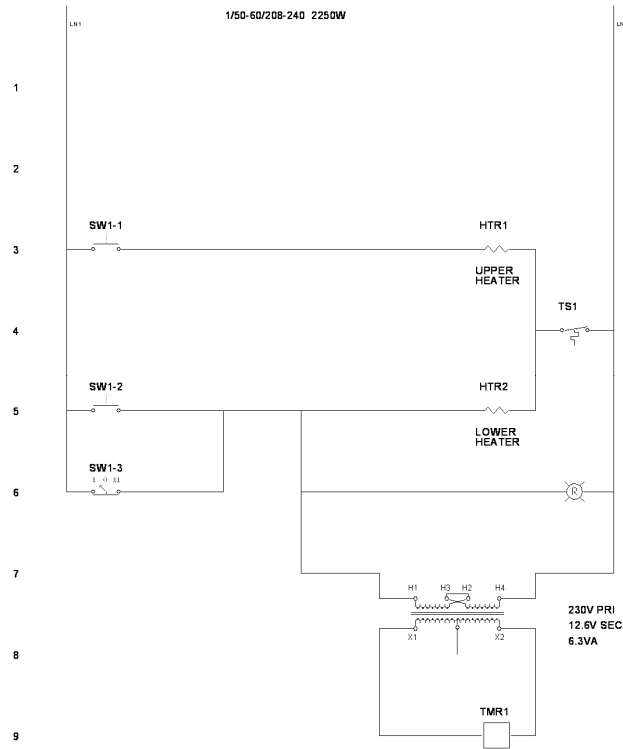 1/50-60/208-240 2250W
LN1
LN
1
2
SW1-1
HTR1
3
UPPER
HEATER
TS1
4
SW1-2
HTR2
5
LOWER
HEATER
SW1-3
1 0 11
6
R
7
H1 H3 H2 H4
230V PRI
12.6V SEC
6.3VA
X1 X2
8
TMR1
9